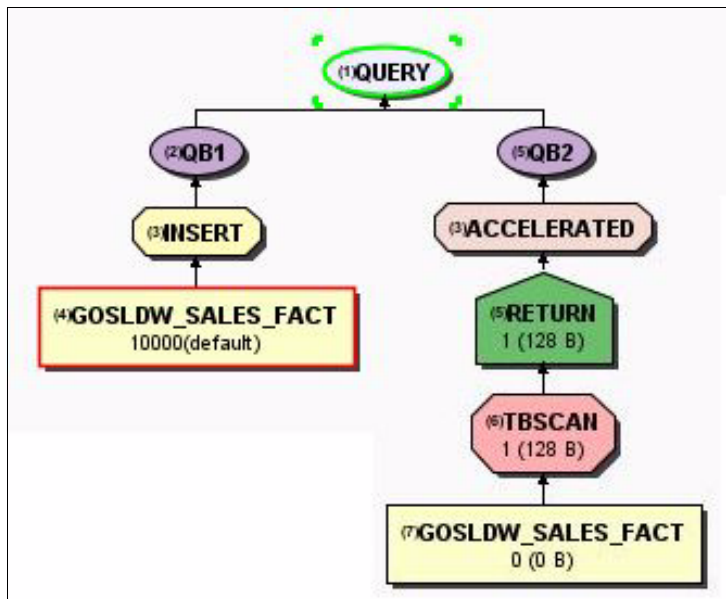 (1)QUERY
(2)QB1
(5)QB2
(3)INSERT
(3)ACCELERATED
(4)GOSLDW_SALES_FACT
10000(default)
(5)RETURN
1 (128 B)
(6)TBSCAN
1 (128 B)
(7)GOSLDW_SALES_FACT
0 (0 B)